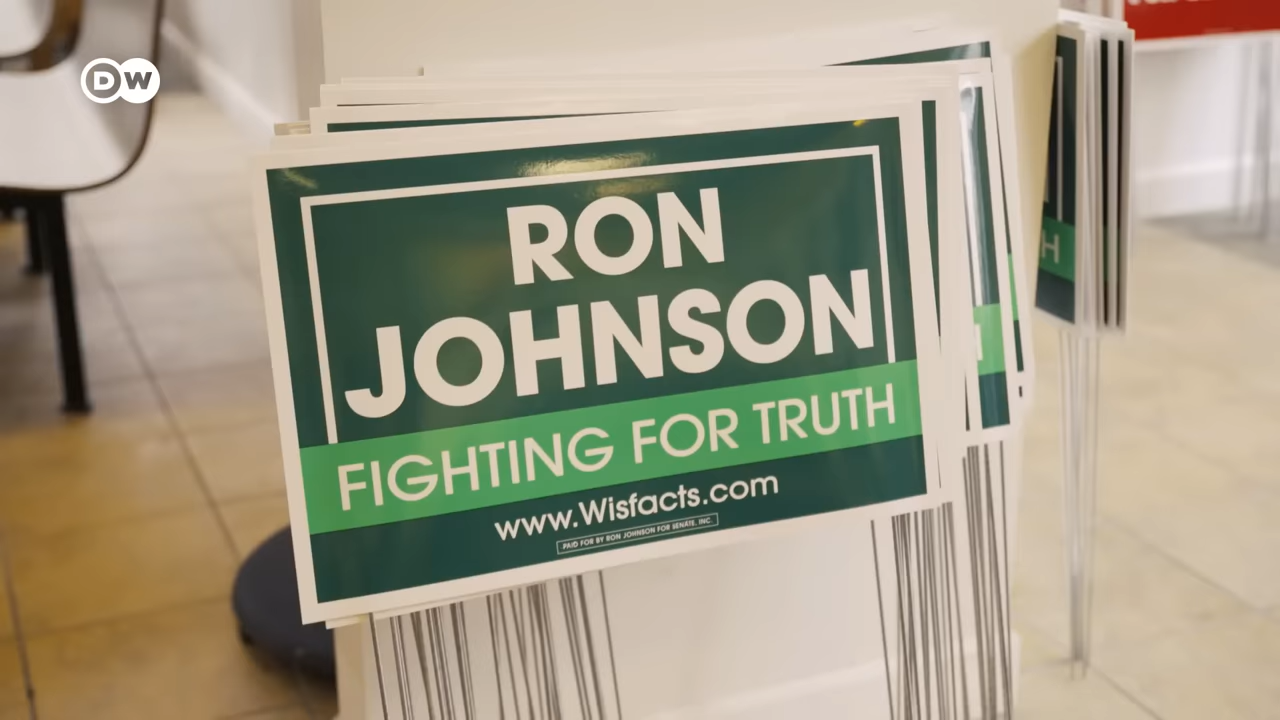 DW
RON
JOHNSON
FIGHTING FOR TRUTH
www.Wisfacts.com
PAID FOR BY RON JOHNSON FOR SENATE, INC.
H